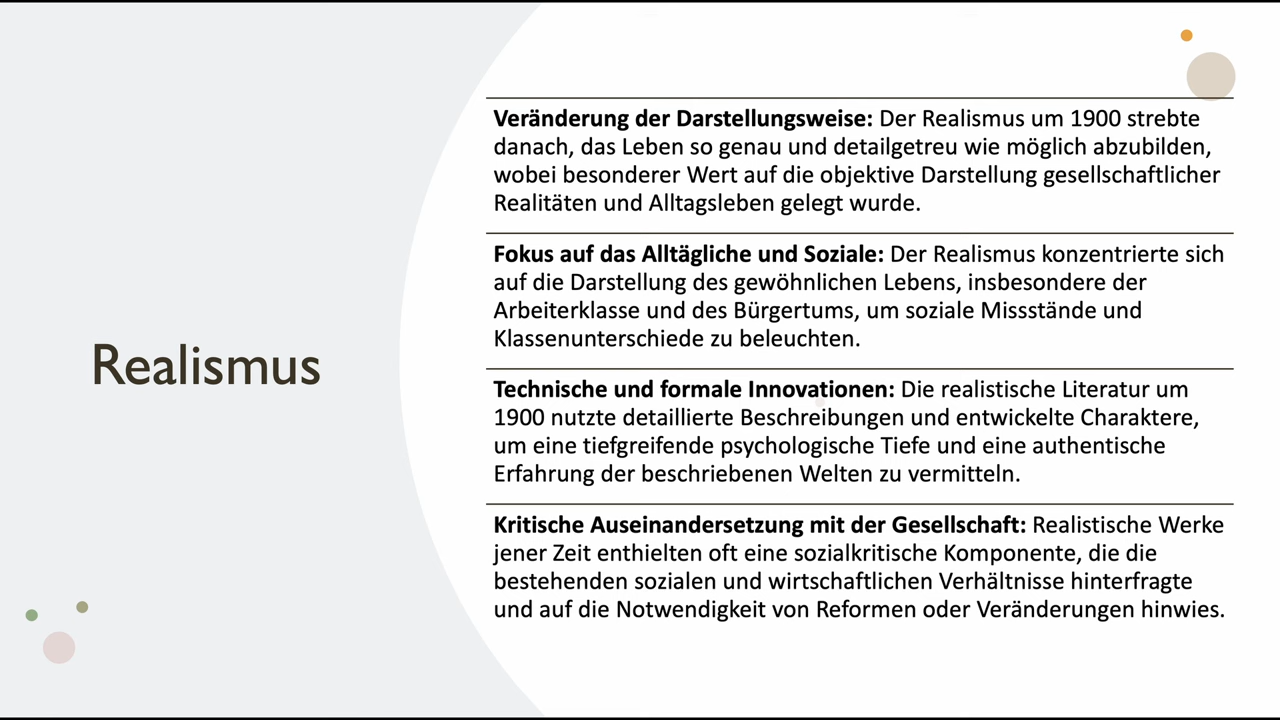 Realismus
Veränderung der Darstellungsweise: Der Realismus um 1900 strebte
danach, das Leben so genau und detailgetreu wie möglich abzubilden,
wobei besonderer Wert auf die objektive Darstellung gesellschaftlicher
Realitäten und Alltagsleben gelegt wurde.
Fokus auf das Alltägliche und Soziale: Der Realismus konzentrierte sich
auf die Darstellung des gewöhnlichen Lebens, insbesondere der
Arbeiterklasse und des Bürgertums, um soziale Missstände und
Klassenunterschiede zu beleuchten.
Technische und formale Innovationen: Die realistische Literatur um
1900 nutzte detaillierte Beschreibungen und entwickelte Charaktere,
um eine tiefgreifende psychologische Tiefe und eine authentische
Erfahrung der beschriebenen Welten zu vermitteln.
Kritische Auseinandersetzung mit der Gesellschaft: Realistische Werke
jener Zeit enthielten oft eine sozialkritische Komponente, die die
bestehenden sozialen und wirtschaftlichen Verhältnisse hinterfragte
und auf die Notwendigkeit von Reformen oder Veränderungen hinwies.